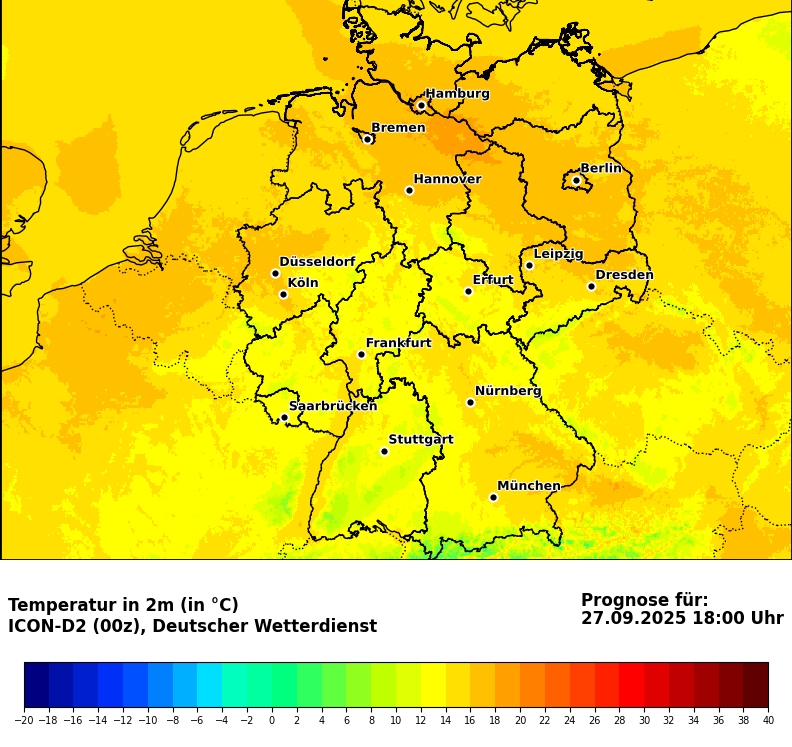 Hamburg
Bremen
Berlin
Hannover
Leipzig
Düsseldorf
Dresden
Erfurt
Köln
Frankfurt
Nürnberg
Saarbrücken
Stuttgart
München
Temperatur in 2m (in °C)
ICON-D2 (00z), Deutscher Wetterdienst
Prognose für:
27.09.2025 18:00 Uhr
−20 −18 −16 −14 −12 −10 −8 −6 −4 −2 0 2 4 6 8 10 12 14 16 18 20 22 24 26 28 30 32 34 36 38 40